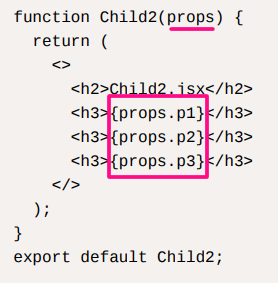 function Child2(props) {
  return (
    <>
      <h2>Child2.jsx</h2>
      <h3>{props.p1}</h3>
      <h3>{props.p2}</h3>
      <h3>{props.p3}</h3>
    </>
  );
}
export default Child2;